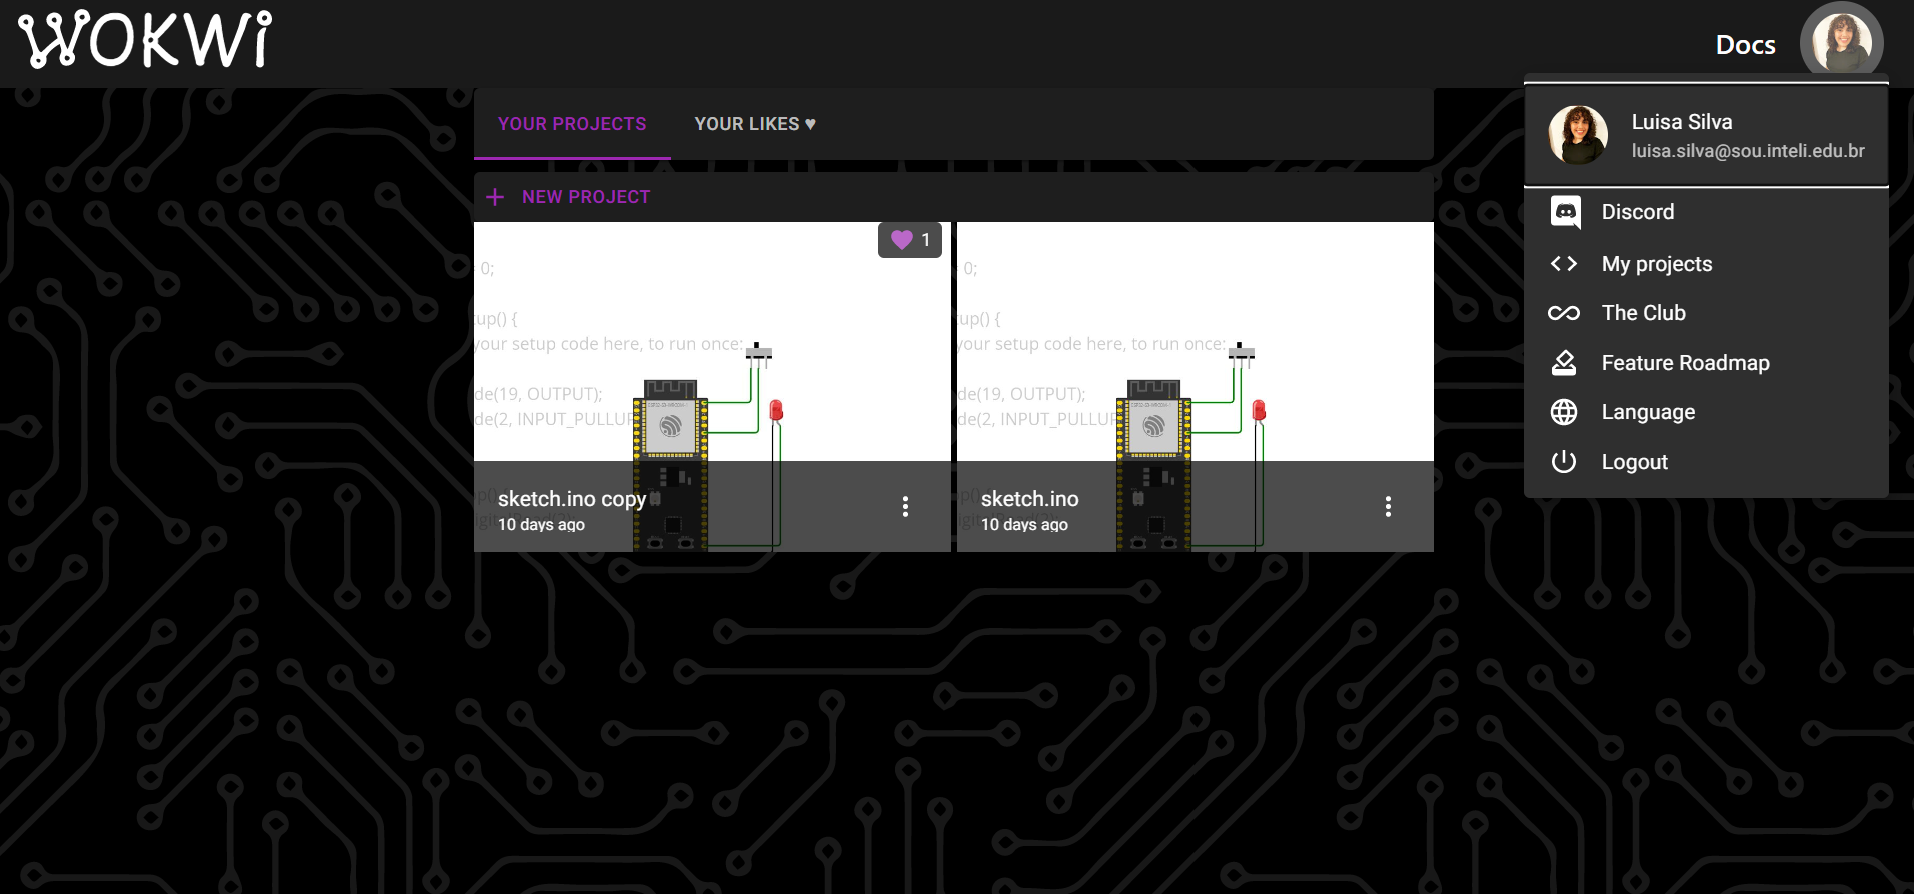 WOKWi
Docs
YOUR PROJECTS
YOUR LIKES ♥
Luisa Silva
luisa.silva@sou.inteli.edu.br
Discord
My projects
The Club
Feature Roadmap
Language
Logout
+ NEW PROJECT
1
0;
tup() {
your setup code here, to run once:
de(19, OUTPUT);
de(2, INPUT_PULLUP
sketch.ino copy
10 days ago
0;
tup() {
your setup code here, to run once:
de(19, OUTPUT);
de(2, INPUT_PULLUP
sketch.ino
10 days ago